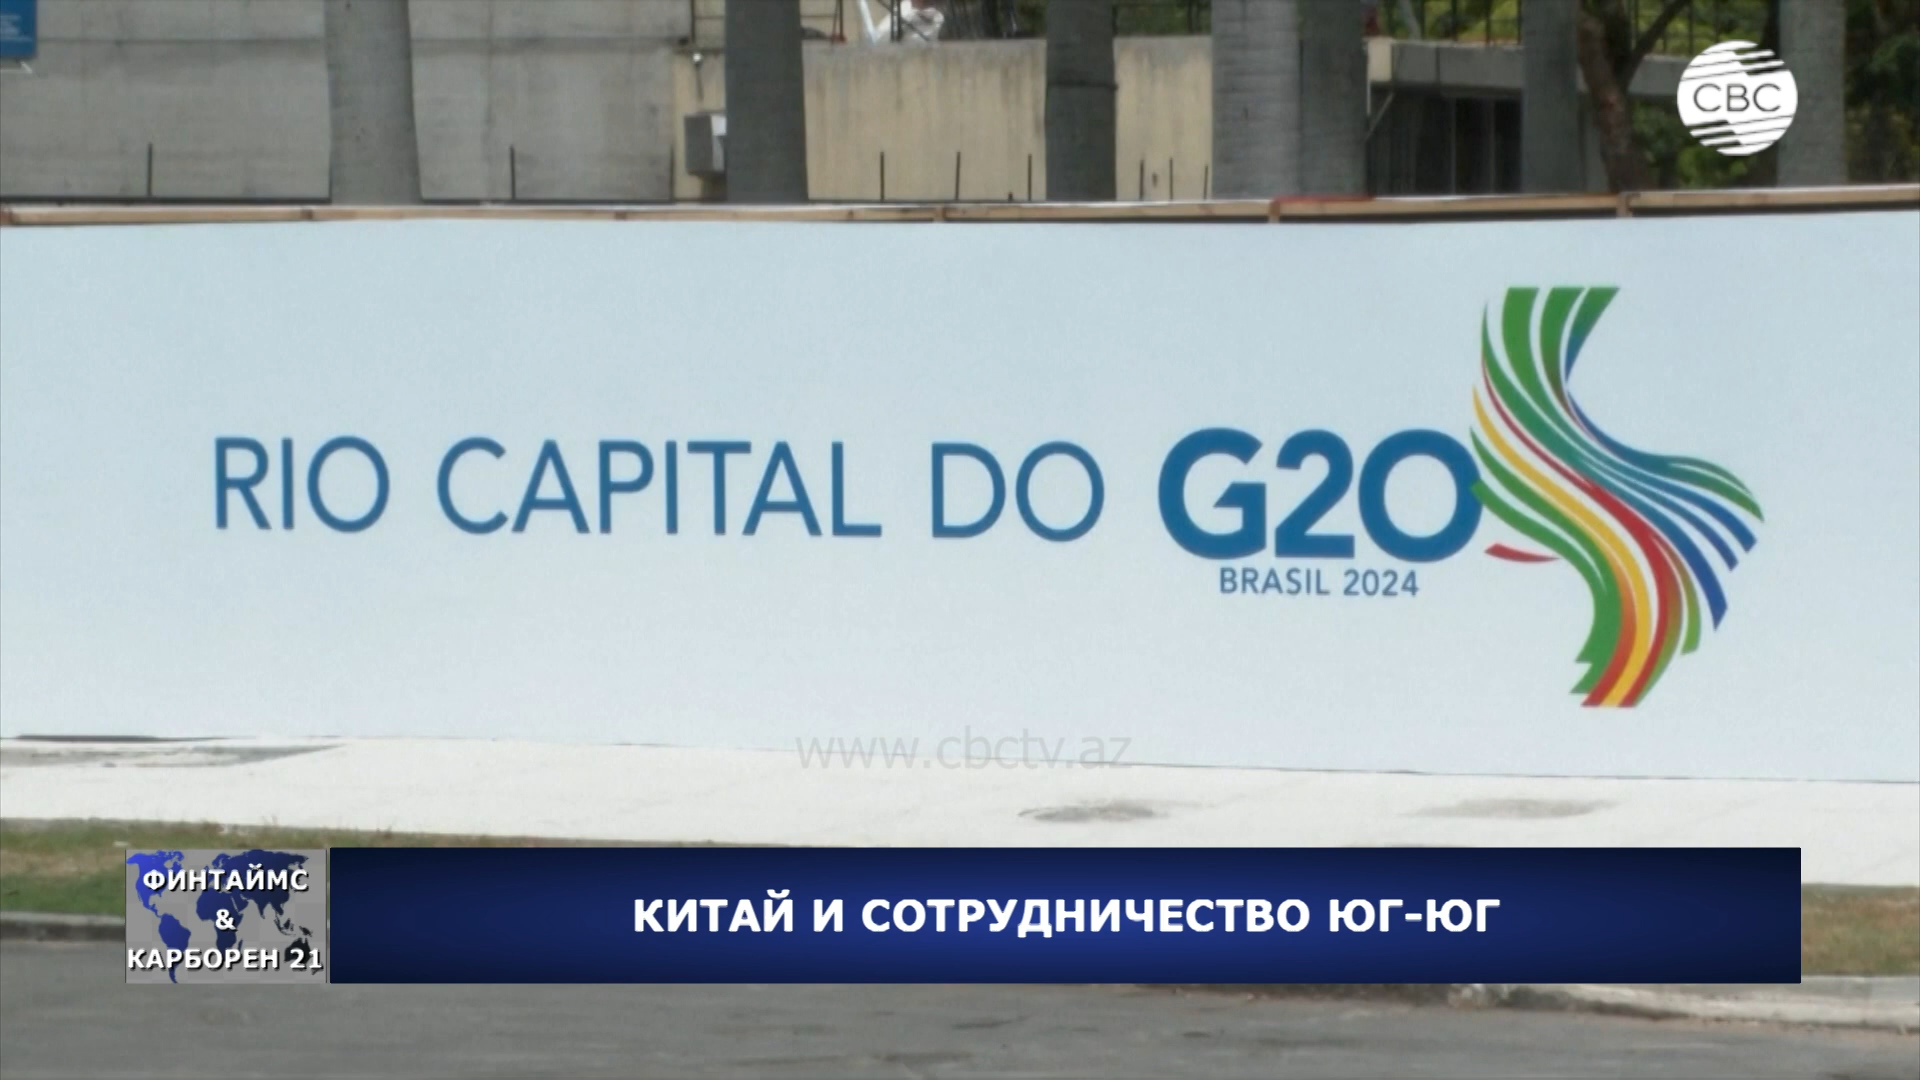 CBC
RIO CAPITAL DO G20
BRASIL 2024
www.cbctv.az
ФИНТАЙМС
&
КАРБОРЕН 21
КИТАЙ И СОТРУДНИЧЕСТВО ЮГ-ЮГ